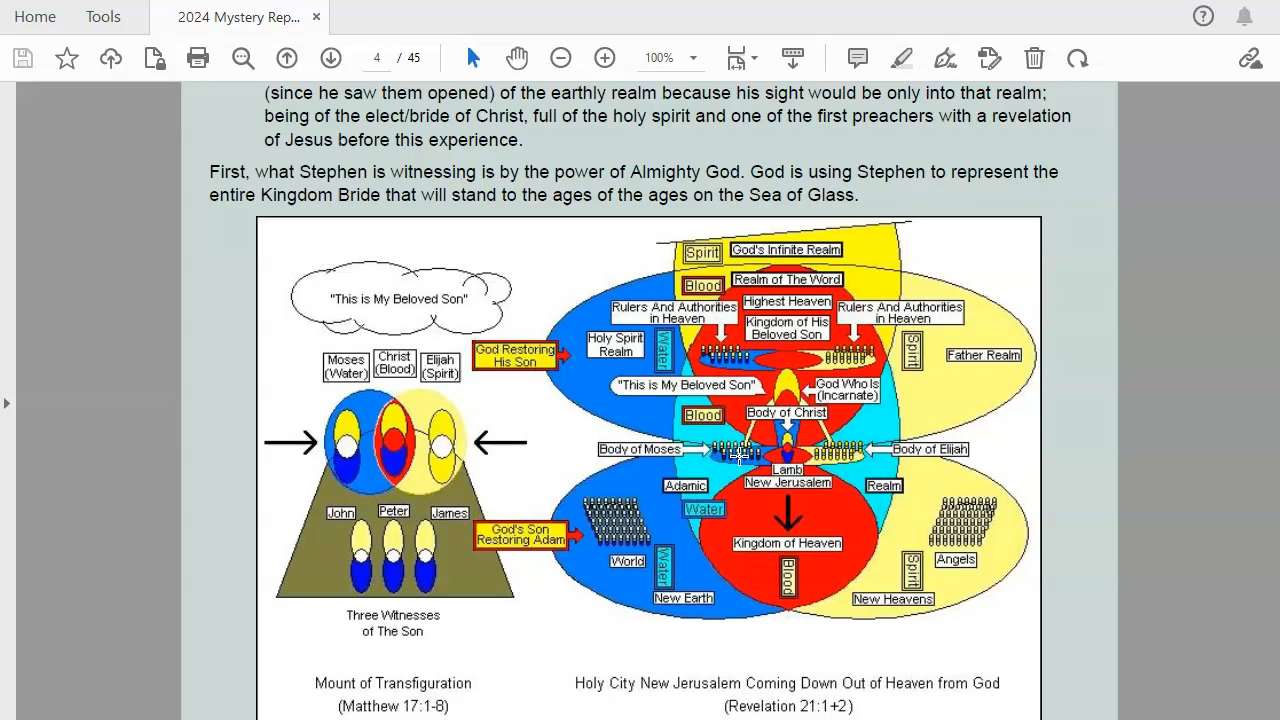 Home
Tools
2024 Mystery Rep...
4 / 45
100%
(since he saw them opened) of the earthly realm because his sight would be only into that realm;
being of the elect/bride of Christ, full of the holy spirit and one of the first preachers with a revelation
of Jesus before this experience.
First, what Stephen is witnessing is by the power of Almighty God. God is using Stephen to represent the
entire Kingdom Bride that will stand to the ages of the ages on the Sea of Glass.
"This is My Beloved Son"
Moses
(Water)
Christ
(Blood)
Elijah
(Spirit)
John
Peter
James
Three Witnesses
of The Son
Mount of Transfiguration
(Matthew 17:1-8)
God Restoring
His Son
God's Son
Restoring Adam
Spirit
God's Infinite Realm
Blood
Realm of The Word
Rulers And Authorities
in Heaven
Highest Heaven
Kingdom of His
Beloved Son
Rulers And Authorities
in Heaven
Holy Spirit
Realm
Water
Spirit
Father Realm
"This is My Beloved Son"
God Who Is
(Incarnate)
Blood
Body of Christ
Body of Moses
Body of Elijah
Lamb
New Jerusalem
Adamic
Realm
Water
Kingdom of Heaven
World
Water
Blood
Spirit
Angels
New Earth
New Heavens
Holy City New Jerusalem Coming Down Out of Heaven from God
(Revelation 21:1+2)